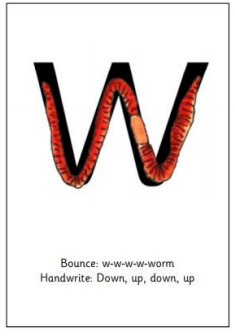 w
Bounce: w-w-w-w-worm
Handwrite: Down, up, down, up